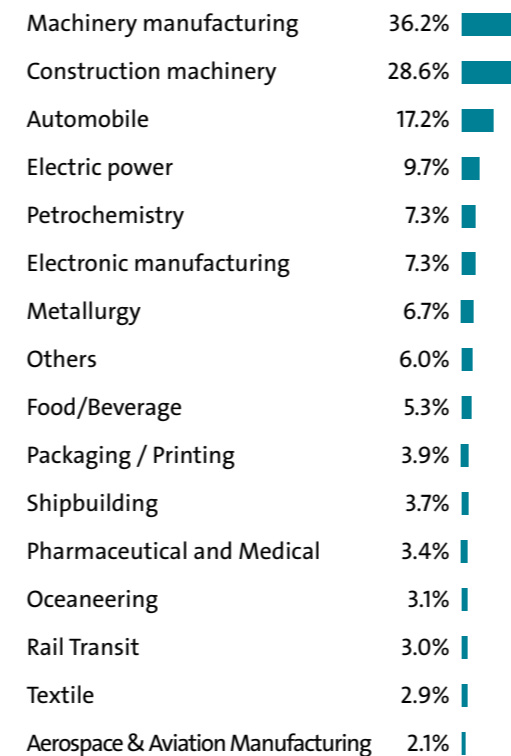 Machinery manufacturing 36.2%
Construction machinery 28.6%
Automobile 17.2%
Electric power 9.7%
Petrochemistry 7.3%
Electronic manufacturing 7.3%
Metallurgy 6.7%
Others 6.0%
Food/Beverage 5.3%
Packaging / Printing 3.9%
Shipbuilding 3.7%
Pharmaceutical and Medical 3.4%
Oceaneering 3.1%
Rail Transit 3.0%
Textile 2.9%
Aerospace & Aviation Manufacturing 2.1%